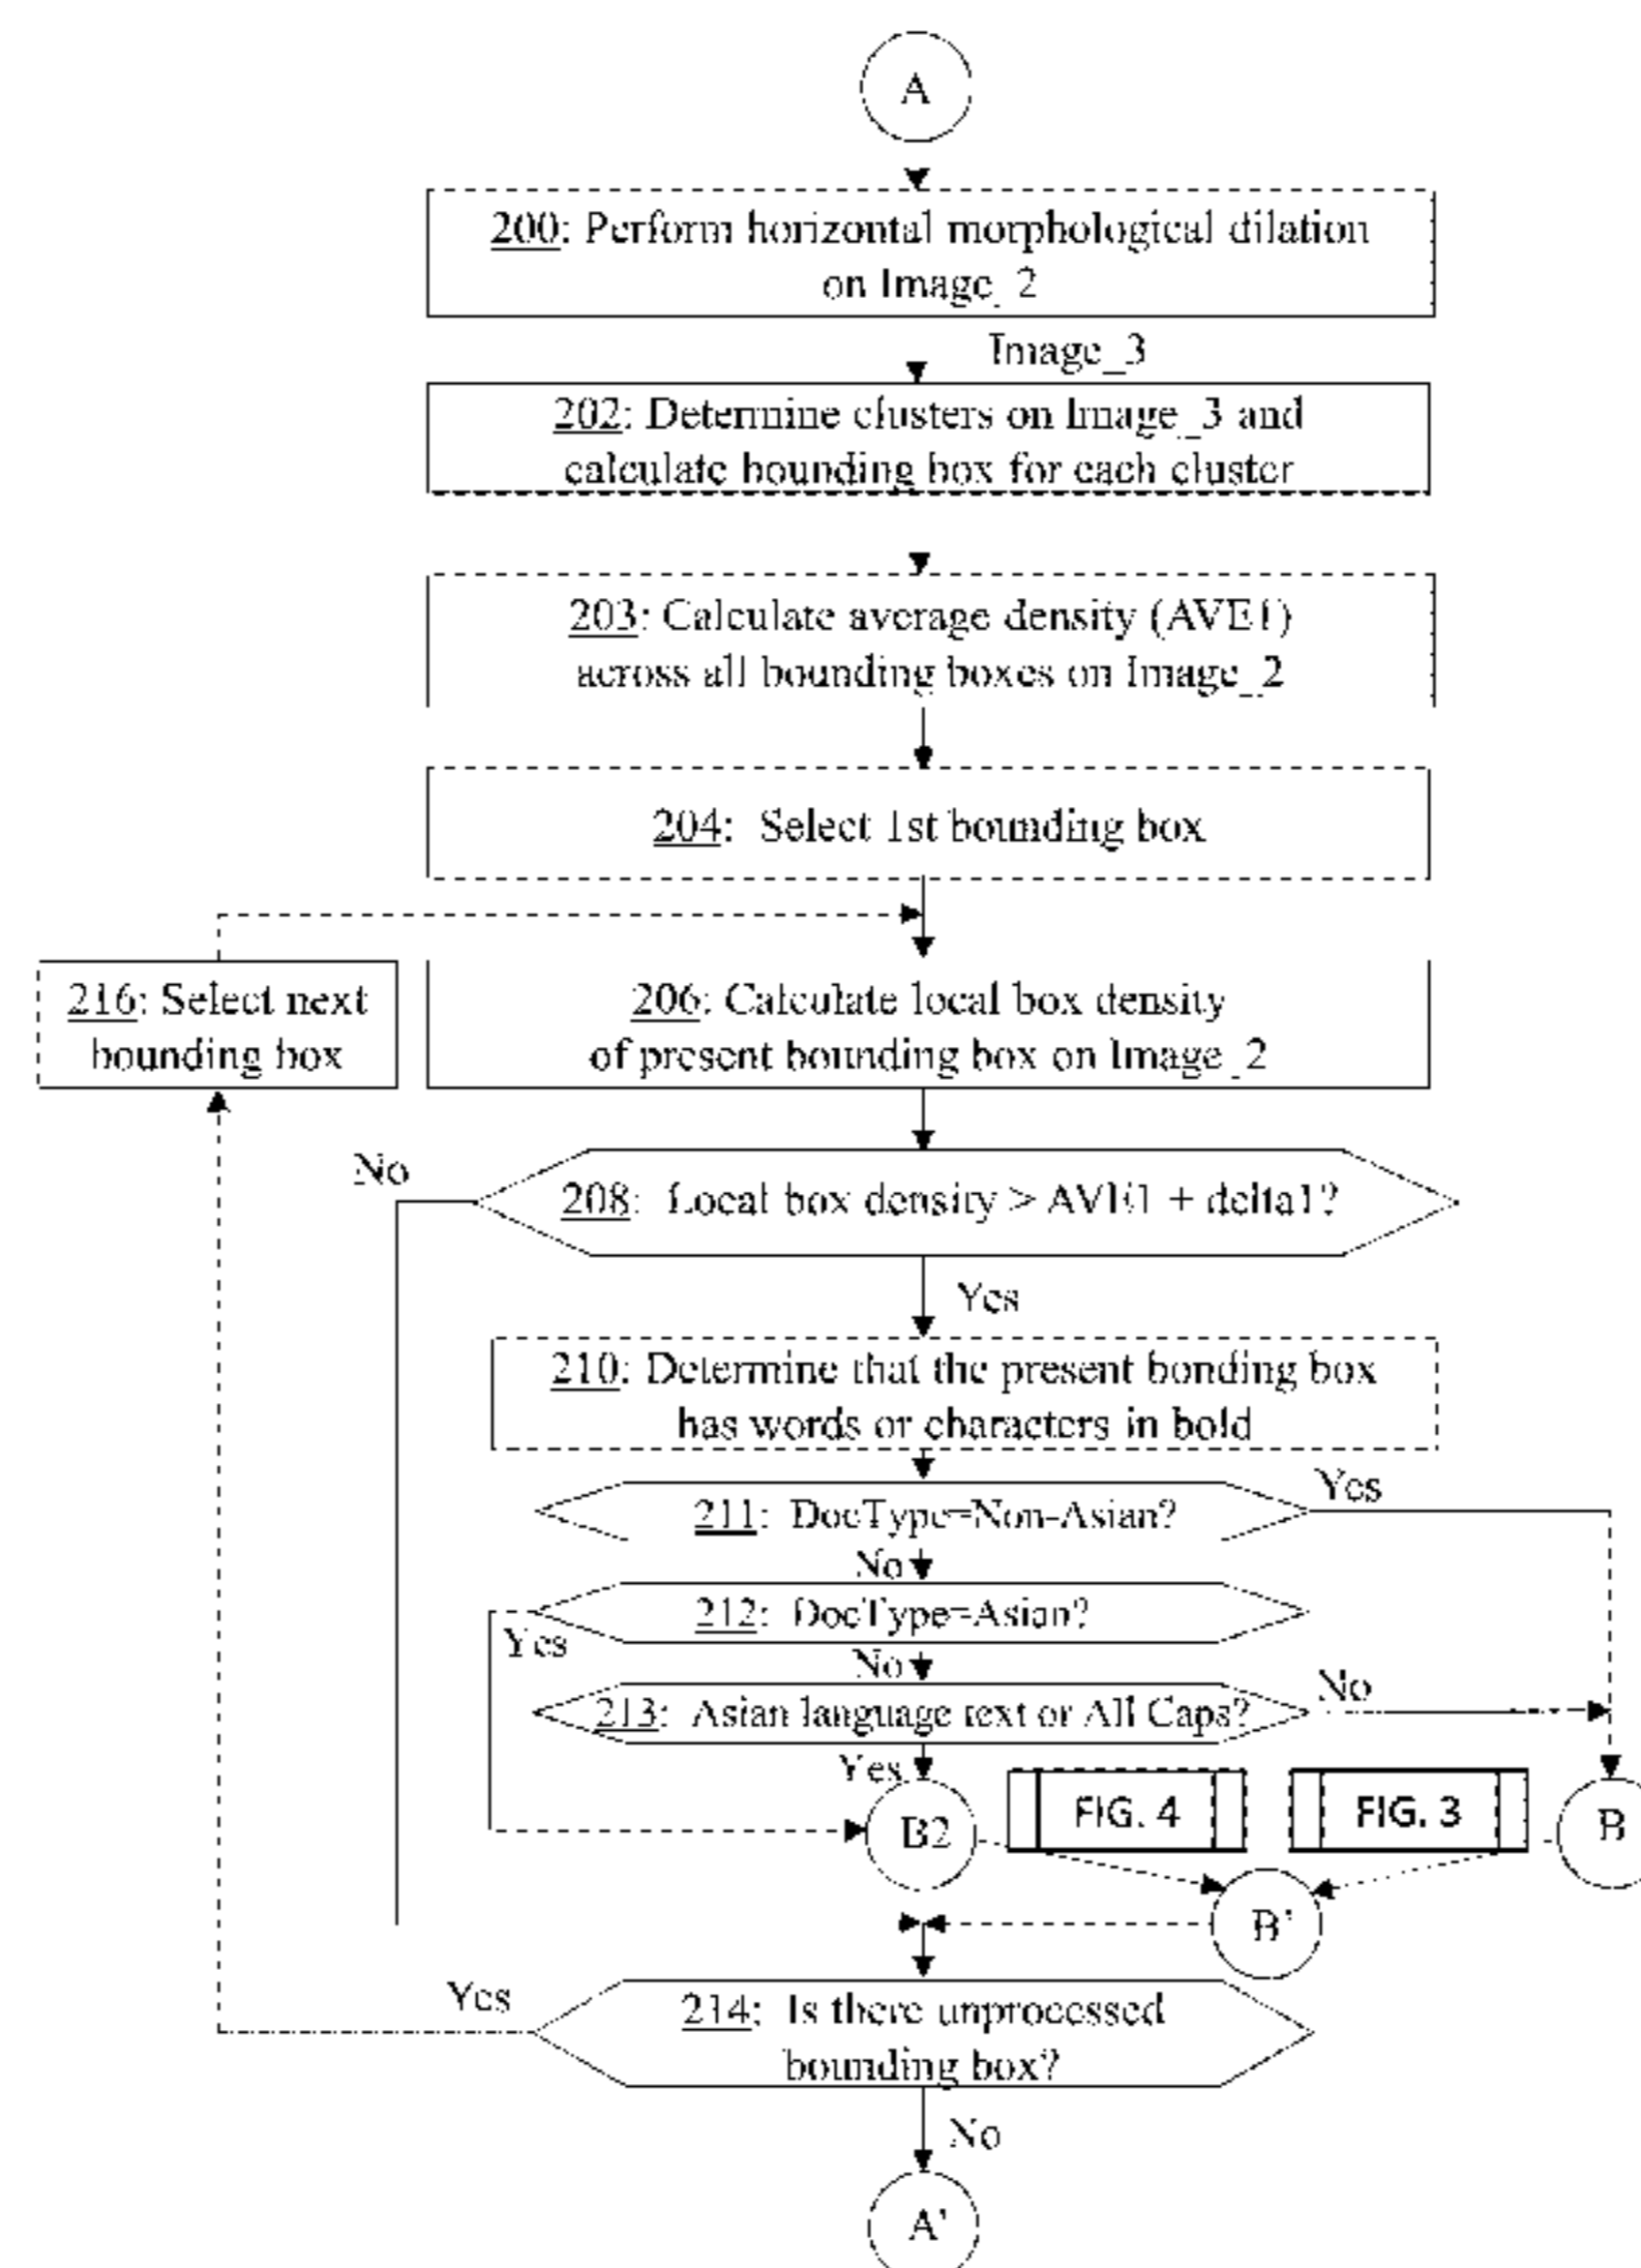 A
200: Perform horizontal morphological dilation
on Image_2
Image_3
202: Determine clusters on Image_3 and
calculate bounding box for each cluster
203: Calculate average density (AVE1)
across all bounding boxes on Image_2
204: Select 1st bounding box
216: Select next
bounding box
206: Calculate local box density
of present bounding box on Image_2
No
208: Local box density > AVE1 + delta1?
Yes
210: Determine that the present bonding box
has words or characters in bold
211: DocType=Non-Asian?
Yes
No
212: DocType=Asian?
Yes
No
213: Asian language text or All Caps?
No
Yes
B2
FIG. 4
FIG. 3
B
B'
Yes
214: Is there unprocessed
bounding box?
No
A'